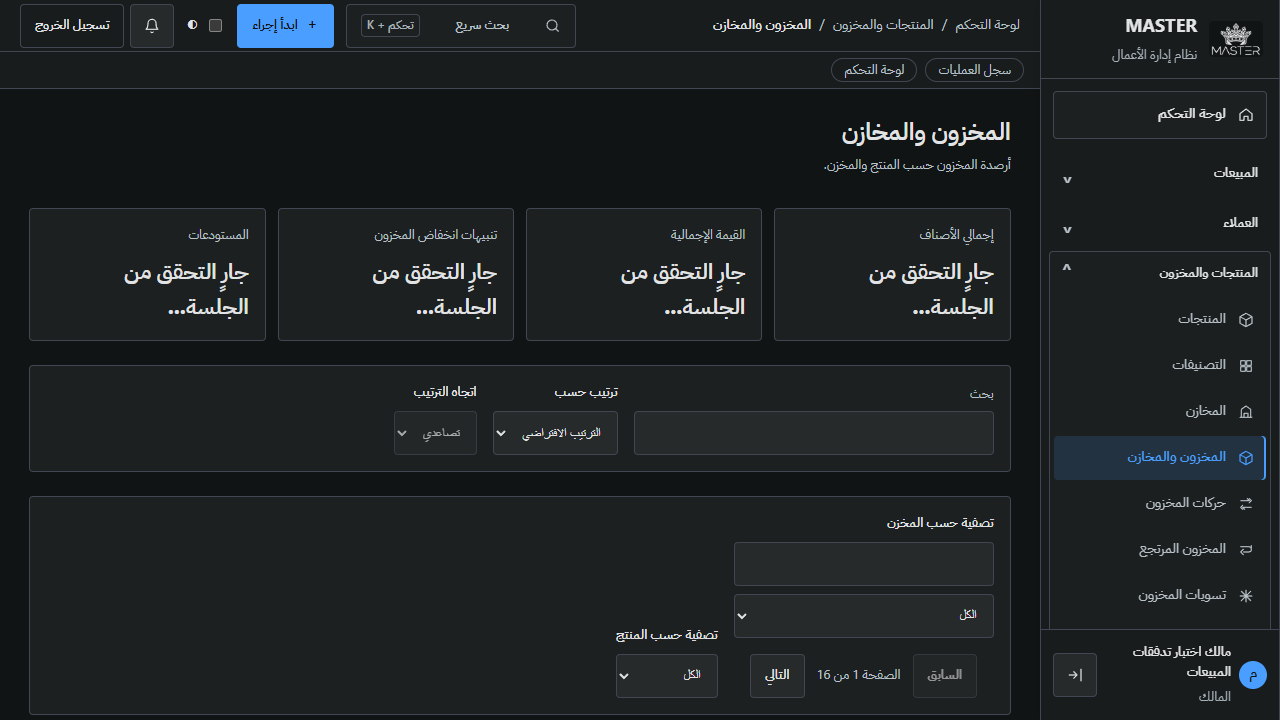 MASTER
نظام إدارة الأعمال
MASTER
لوحة التحكم
المبيعات
العملاء
المنتجات والمخزون
المنتجات
التصنيفات
المخازن
المخزون والمخازن
حركات المخزون
المخزون المرتجع
تسويات المخزون
م
مالك اختبار تدفقات المبيعات
المالك
لوحة التحكم / المنتجات والمخزون / المخزون والمخازن
بحث سريع
تحكم + K
+ ابدأ إجراء
تسجيل الخروج
سجل العمليات
لوحة التحكم
المخزون والمخازن
أرصدة المخزون حسب المنتج والمخزن.
إجمالي الأصناف
جارٍ التحقق من
الجلسة...
القيمة الإجمالية
جارٍ التحقق من
الجلسة...
تنبيهات انخفاض المخزون
جارٍ التحقق من
الجلسة...
المستودعات
جارٍ التحقق من
الجلسة...
بحث
ترتيب حسب
الترتيب الافتراضي
اتجاه الترتيب
تصاعدي
تصفية حسب المخزن
الكل
السابق
الصفحة 1 من 16
التالي
تصفية حسب المنتج
الكل